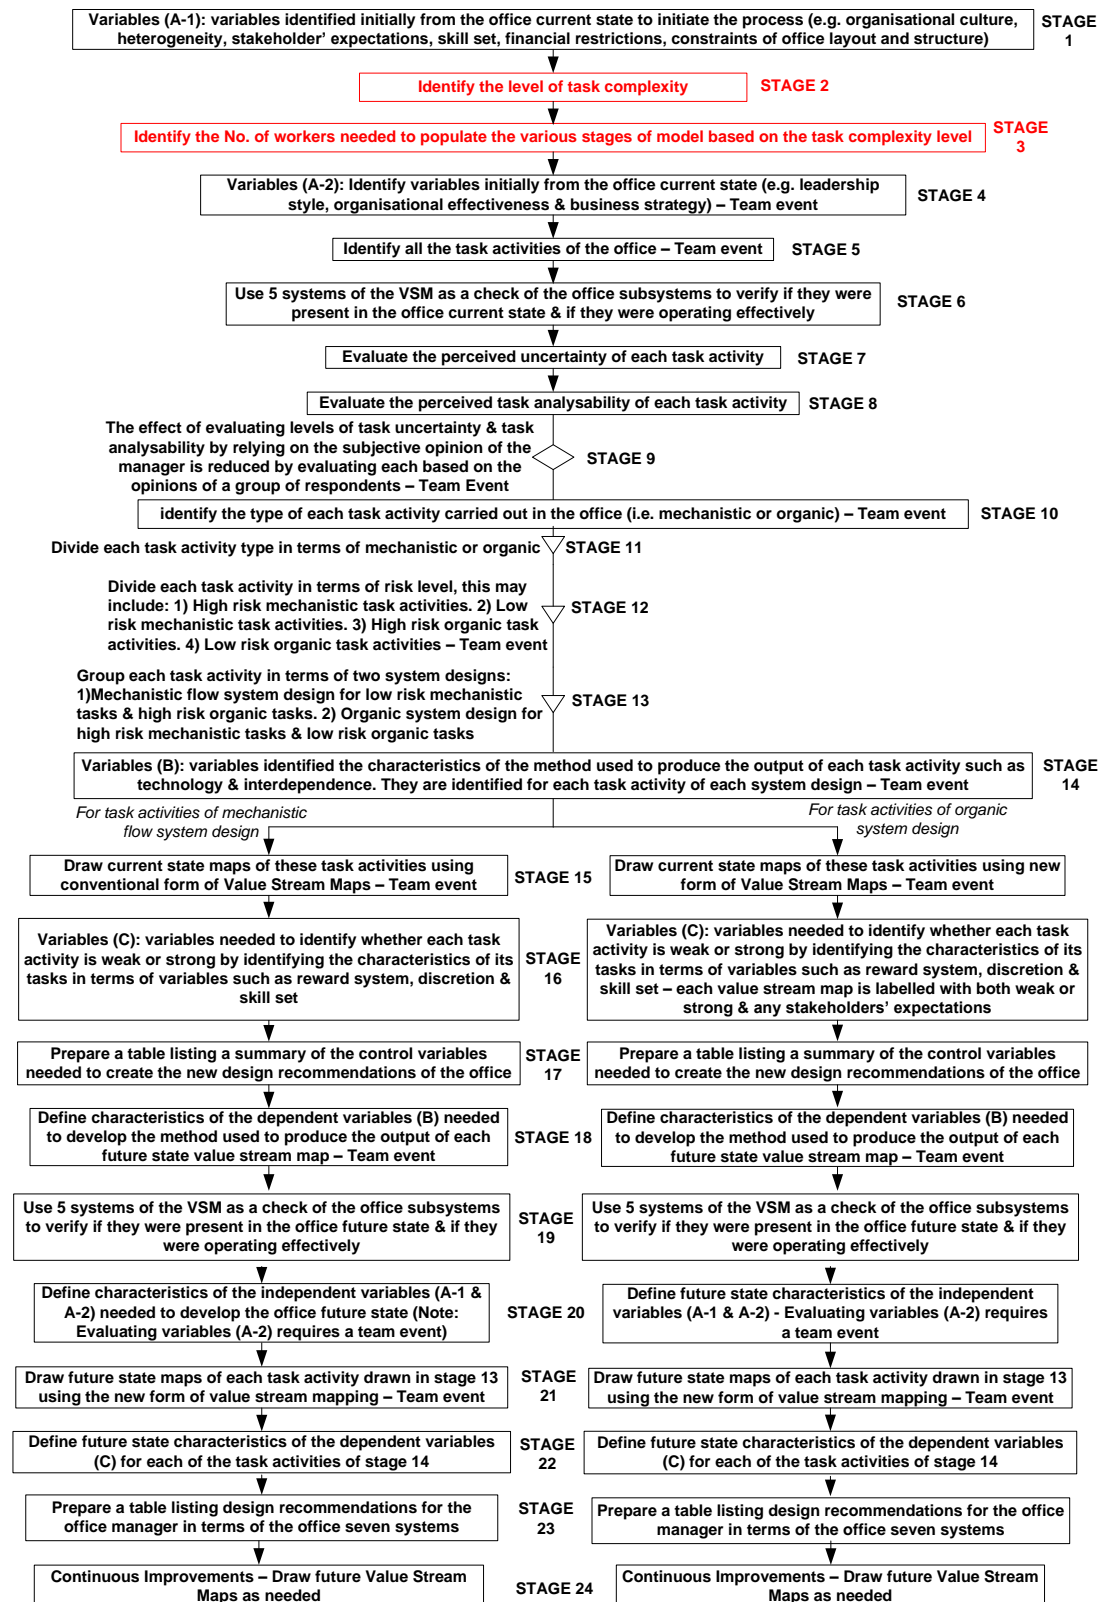 Variables (A-1): variables identified initially from the office current state to initiate the process (e.g. organisational culture,
heterogeneity, stakeholder' expectations, skill set, financial restrictions, constraints of office layout and structure)
STAGE
1
Identify the level of task complexity
STAGE 2
Identify the No. of workers needed to populate the various stages of model based on the task complexity level
STAGE
3
Variables (A-2): Identify variables initially from the office current state (e.g. leadership
style, organisational effectiveness & business strategy) – Team event
STAGE 4
Identify all the task activities of the office – Team event
STAGE 5
Use 5 systems of the VSM as a check of the office subsystems to verify if they were
present in the office current state & if they were operating effectively
STAGE 6
Evaluate the perceived uncertainty of each task activity
STAGE 7
Evaluate the perceived task analysability of each task activity
STAGE 8
The effect of evaluating levels of task uncertainty & task
analysability by relying on the subjective opinion of the
manager is reduced by evaluating each based on the
opinions of a group of respondents – Team Event
STAGE 9
identify the type of each task activity carried out in the office (i.e. mechanistic or organic) – Team event
STAGE 10
Divide each task activity type in terms of mechanistic or organic
STAGE 11
Divide each task activity in terms of risk level, this may
include: 1) High risk mechanistic task activities. 2) Low
risk mechanistic task activities. 3) High risk organic task
activities. 4) Low risk organic task activities – Team event
STAGE 12
Group each task activity in terms of two system designs:
1)Mechanistic flow system design for low risk mechanistic
tasks & high risk organic tasks. 2) Organic system design for
high risk mechanistic tasks & low risk organic tasks
STAGE 13
Variables (B): variables identified the characteristics of the method used to produce the output of each task activity such as
technology & interdependence. They are identified for each task activity of each system design – Team event
STAGE
14
For task activities of mechanistic
flow system design
For task activities of organic
system design
Draw current state maps of these task activities using
conventional form of Value Stream Maps – Team event
STAGE 15
Draw current state maps of these task activities using new
form of Value Stream Maps – Team event
Variables (C): variables needed to identify whether each task
activity is weak or strong by identifying the characteristics of its
tasks in terms of variables such as reward system, discretion &
skill set
STAGE
16
Variables (C): variables needed to identify whether each task
activity is weak or strong by identifying the characteristics of its
tasks in terms of variables such as reward system, discretion &
skill set – each value stream map is labelled with both weak or
strong & any stakeholders' expectations
Prepare a table listing a summary of the control variables
needed to create the new design recommendations of the office
STAGE
17
Prepare a table listing a summary of the control variables
needed to create the new design recommendations of the office
Define characteristics of the dependent variables (B) needed
to develop the method used to produce the output of each
future state value stream map – Team event
STAGE 18
Define characteristics of the dependent variables (B) needed
to develop the method used to produce the output of each
future state value stream map – Team event
Use 5 systems of the VSM as a check of the office subsystems
to verify if they were present in the office future state & if they
were operating effectively
STAGE
19
Use 5 systems of the VSM as a check of the office subsystems
to verify if they were present in the office future state & if they
were operating effectively
Define characteristics of the independent variables (A-1 &
A-2) needed to develop the office future state (Note:
Evaluating variables (A-2) requires a team event)
STAGE 20
Define future state characteristics of the independent
variables (A-1 & A-2) - Evaluating variables (A-2) requires
a team event
Draw future state maps of each task activity drawn in stage 13
using the new form of value stream mapping – Team event
STAGE
21
Draw future state maps of each task activity drawn in stage 13
using the new form of value stream mapping – Team event
Define future state characteristics of the dependent variables
(C) for each of the task activities of stage 14
STAGE
22
Define future state characteristics of the dependent variables
(C) for each of the task activities of stage 14
Prepare a table listing design recommendations for the
office manager in terms of the office seven systems
STAGE
23
Prepare a table listing design recommendations for the office
manager in terms of the office seven systems
Continuous Improvements – Draw future Value Stream
Maps as needed
STAGE 24
Continuous Improvements – Draw future Value Stream
Maps as needed